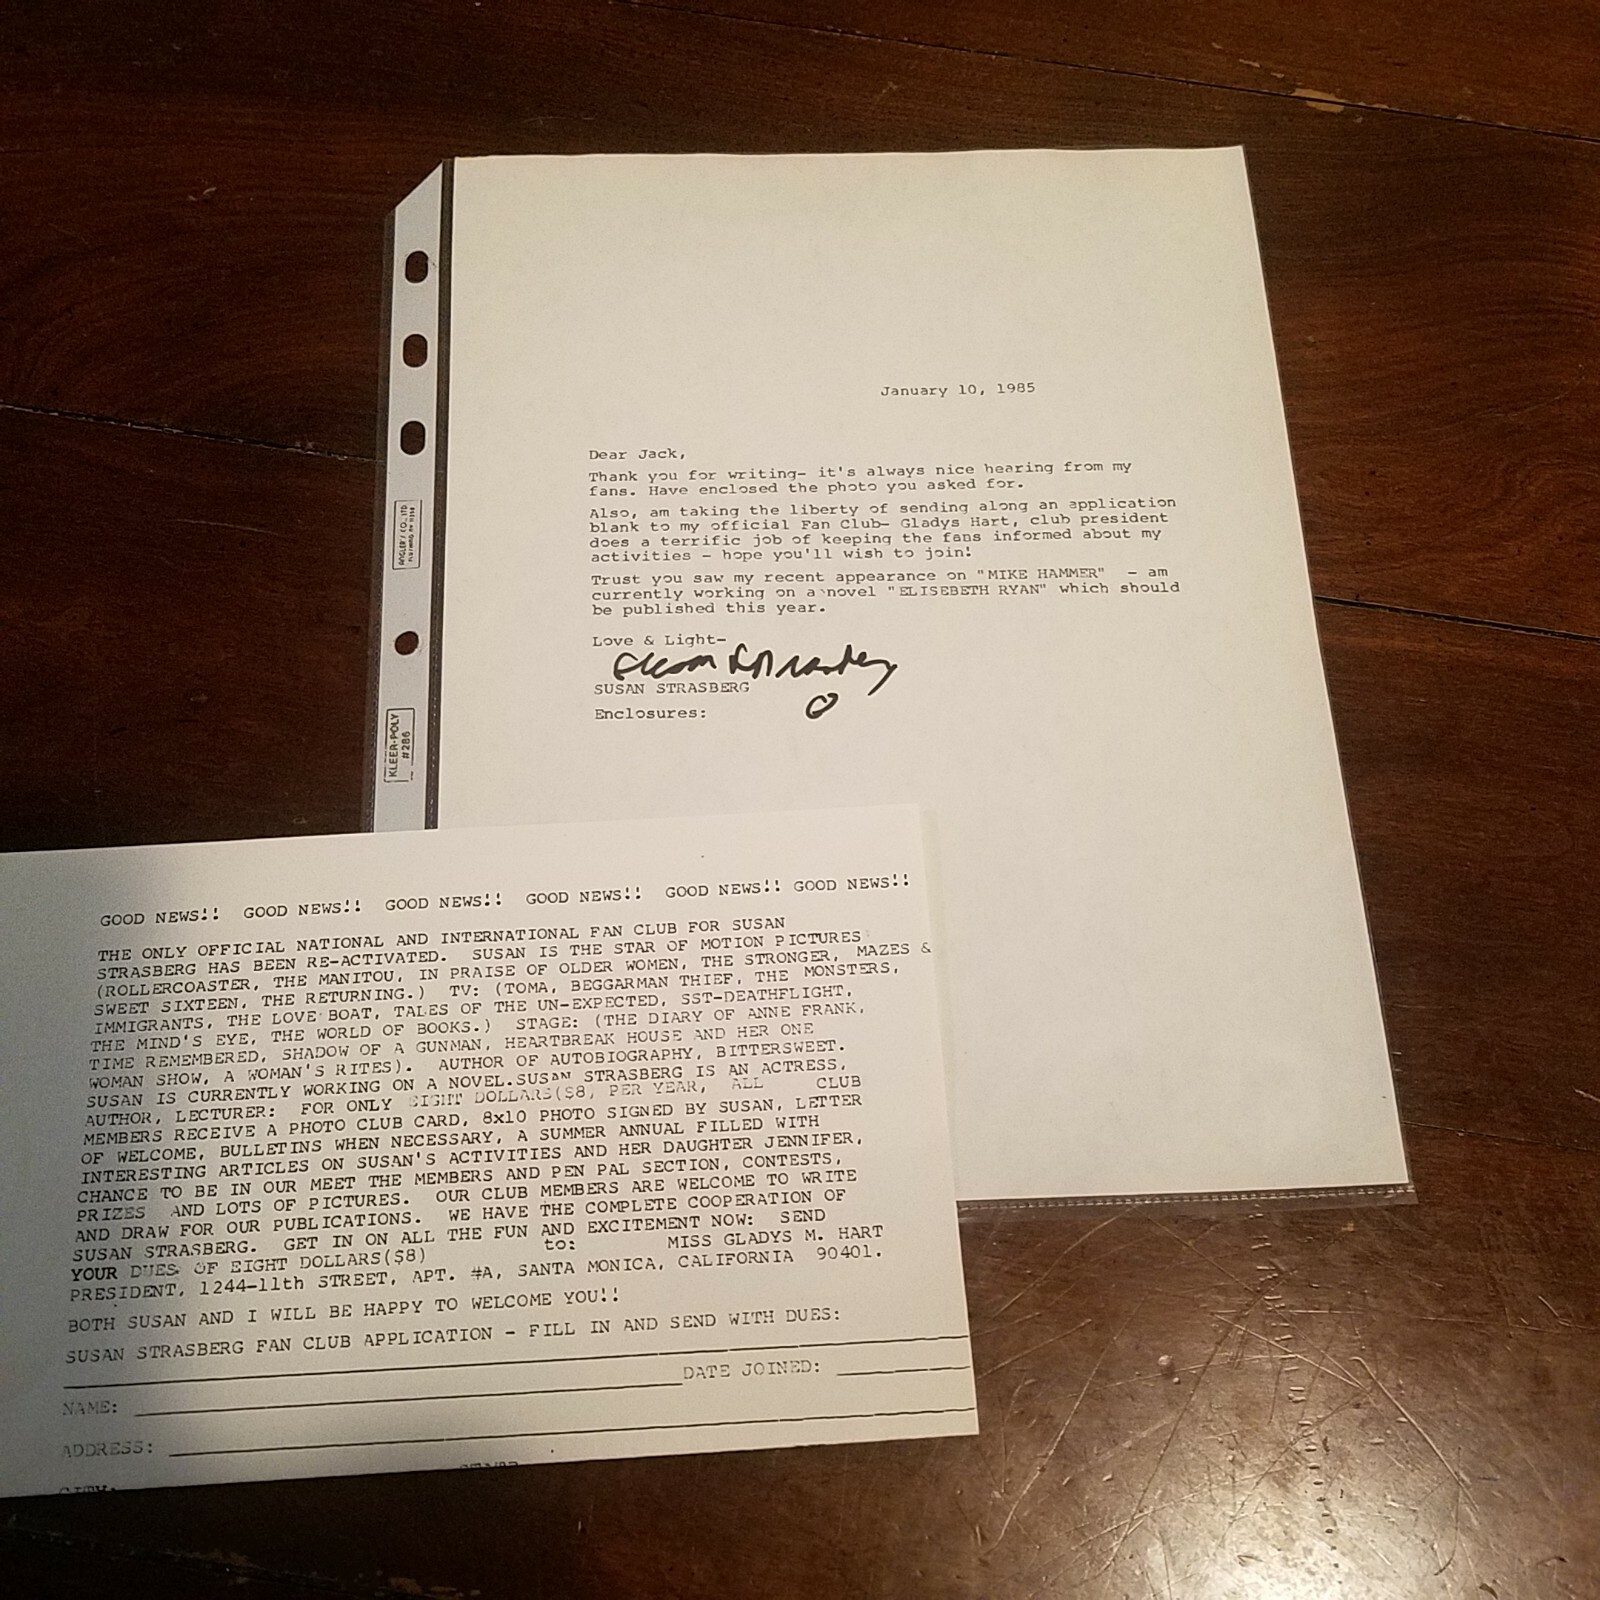 January 10, 1985
Dear Jack,
Thank you for writing- it's always nice hearing from my
fans. Have enclosed the photo you asked for.
Also, am taking the liberty of sending along an application
blank to my official Fan Club- Gladys Hart, club president
does a terrific job of keeping the fans informed about my
activities - hope you'll wish to join!
Trust you saw my recent appearance on "MIKE HAMMER" - am
currently working on a novel "ELISEBETH RYAN" which should
be published this year.
Love & Light-
Susan Strasberg
SUSAN STRASBERG
Enclosures:
KLEER-POLY
#286
GOOD NEWS!! GOOD NEWS!! GOOD NEWS!! GOOD NEWS!! GOOD NEWS!!
THE ONLY OFFICIAL NATIONAL AND INTERNATIONAL FAN CLUB FOR SUSAN
STRASBERG HAS BEEN RE-ACTIVATED. SUSAN IS THE STAR OF MOTION PICTURES
(ROLLERCOASTER, THE MANITOU, IN PRAISE OF OLDER WOMEN, THE STRONGER, MAZES &
SWEET SIXTEEN, THE RETURNING.) TV: (TOMA, BEGGARMAN THIEF, THE MONSTERS,
IMMIGRANTS, THE LOVE BOAT, TALES OF THE UN-EXPECTED, SST-DEATHFLIGHT,
THE MIND'S EYE, THE WORLD OF BOOKS.) STAGE: (THE DIARY OF ANNE FRANK,
TIME REMEMBERED, SHADOW OF A GUNMAN, HEARTBREAK HOUSE AND HER ONE
WOMAN SHOW, A WOMAN'S RITES). AUTHOR OF AUTOBIOGRAPHY, BITTERSWEET.
SUSAN IS CURRENTLY WORKING ON A NOVEL.SUSAN STRASBERG IS AN ACTRESS,
AUTHOR, LECTURER: FOR ONLY EIGHT DOLLARS($8) PER YEAR, ALL CLUB
MEMBERS RECEIVE A PHOTO CLUB CARD, 8x10 PHOTO SIGNED BY SUSAN, LETTER
OF WELCOME, BULLETINS WHEN NECESSARY, A SUMMER ANNUAL FILLED WITH
INTERESTING ARTICLES ON SUSAN'S ACTIVITIES AND HER DAUGHTER JENNIFER,
CHANCE TO BE IN OUR MEET THE MEMBERS AND PEN PAL SECTION, CONTESTS,
PRIZES AND LOTS OF PICTURES. OUR CLUB MEMBERS ARE WELCOME TO WRITE
AND DRAW FOR OUR PUBLICATIONS. WE HAVE THE COMPLETE COOPERATION OF
SUSAN STRASBERG. GET IN ON ALL THE FUN AND EXCITEMENT NOW: SEND
YOUR DUES OF EIGHT DOLLARS($8) to: MISS GLADYS M. HART
PRESIDENT, 1244-11th STREET, APT. #A, SANTA MONICA, CALIFORNIA 90401.
BOTH SUSAN AND I WILL BE HAPPY TO WELCOME YOU!!
SUSAN STRASBERG FAN CLUB APPLICATION - FILL IN AND SEND WITH DUES:
DATE JOINED:
NAME:
ADDRESS: